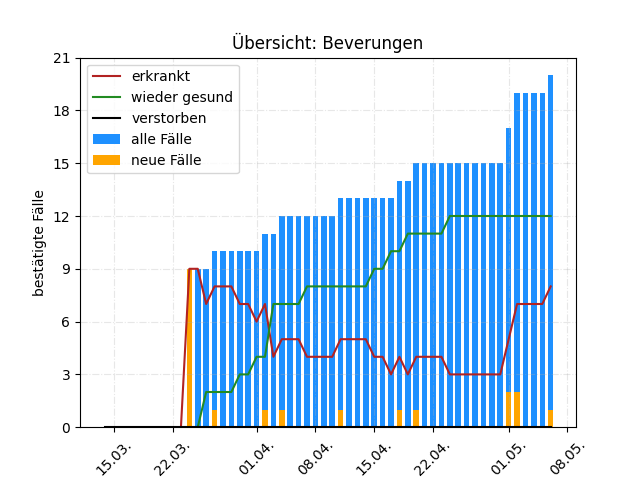 Übersicht: Beverungen
erkrankt
wieder gesund
verstorben
alle Fälle
neue Fälle
bestätigte Fälle
21
18
15
12
9
6
3
0
15.03.
22.03.
01.04.
08.04.
15.04.
22.04.
01.05.
08.05.